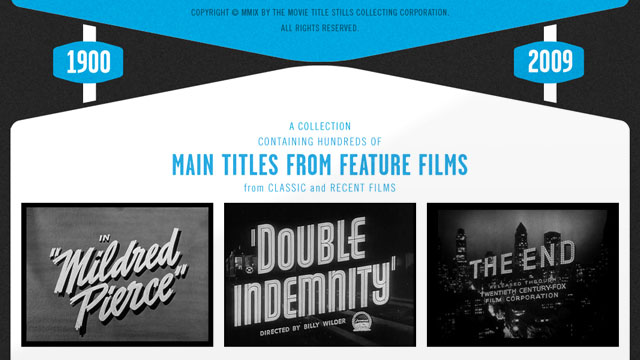 COPYRIGHT © MMIX BY THE MOVIE TITLE STILLS COLLECTING CORPORATION.
ALL RIGHTS RESERVED.
1900
2009
A COLLECTION
CONTAINING HUNDREDS OF
MAIN TITLES FROM FEATURE FILMS
from CLASSIC and RECENT FILMS
IN
"Mildred
Pierce"
'DOUBLE
INDEMNITY'
DIRECTED BY BILLY WILDER
THE END
RELEASED THROUGH
TWENTIETH CENTURY-FOX
FILM CORPORATION